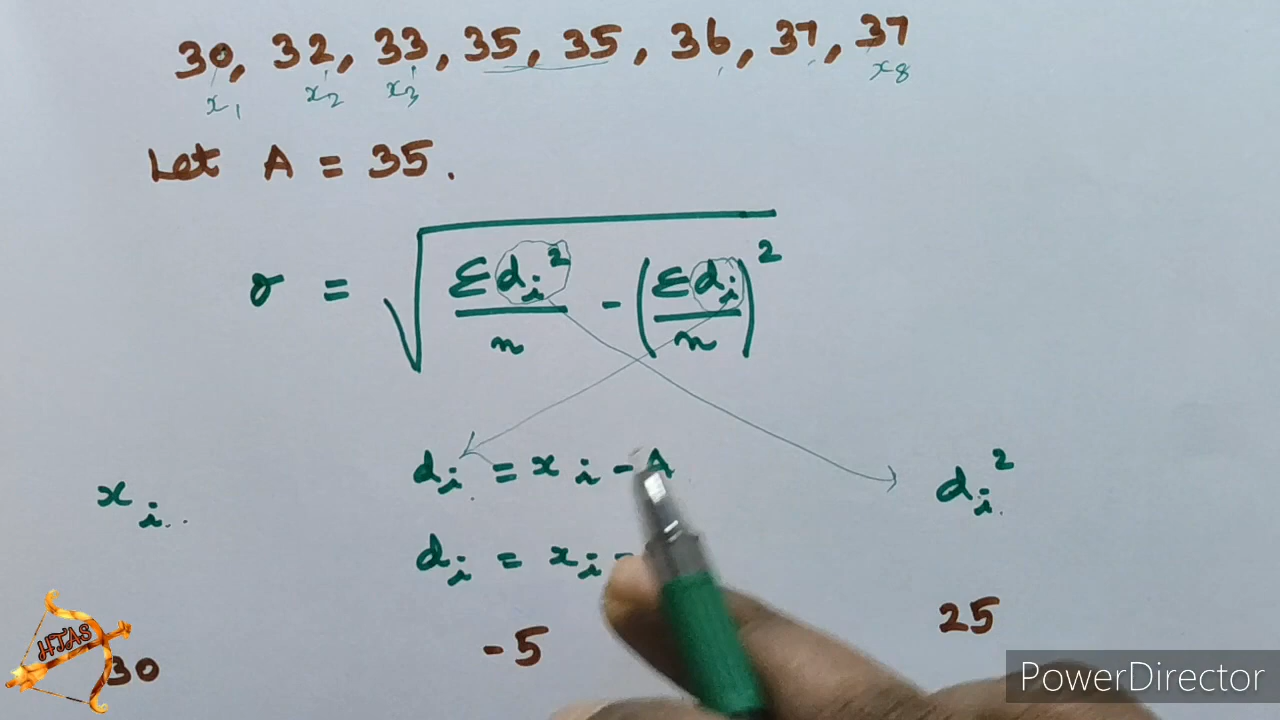 30, 32, 33, 35, 35, 36, 37, 37
x₁ x₂ x₃ x₈
Let A = 35.
σ = √(Σdᵢ²/n - (Σdᵢ/n)²)
xᵢ dᵢ = xᵢ - A dᵢ²
dᵢ = xᵢ -
30 -5 25
HTAS
PowerDirector